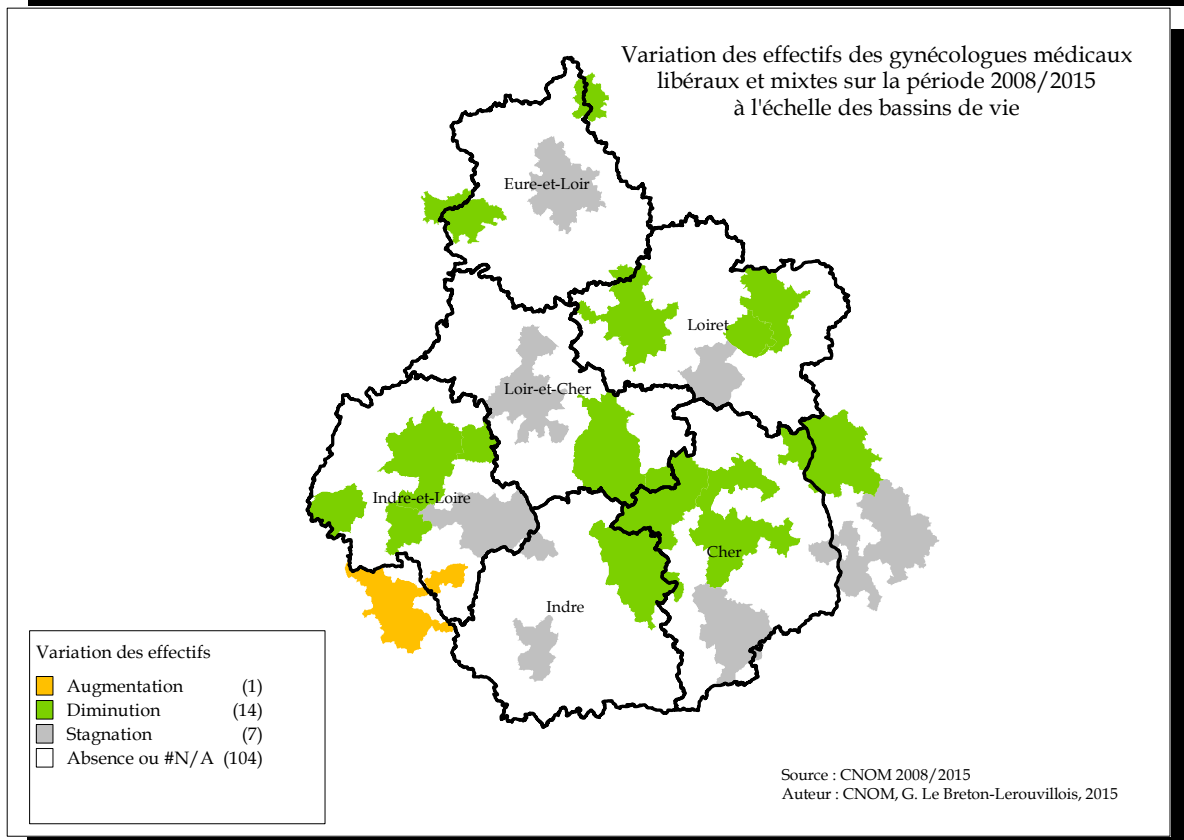 Variation des effectifs des gynécologues médicaux
libéraux et mixtes sur la période 2008/2015
à l'échelle des bassins de vie
Eure-et-Loir
Loiret
Loir-et-Cher
Indre-et-Loire
Cher
Indre
Variation des effectifs
Augmentation (1)
Diminution (14)
Stagnation (7)
Absence ou #N/A (104)
Source : CNOM 2008/2015
Auteur : CNOM, G. Le Breton-Lerouvillois, 2015